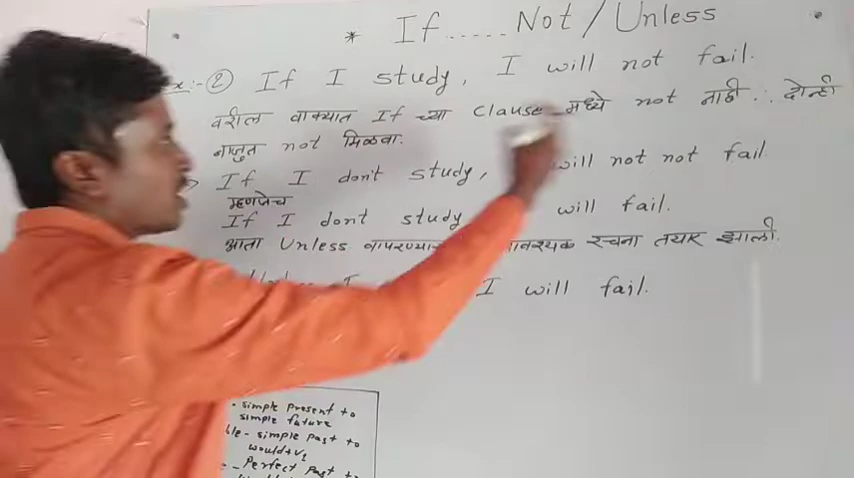 * If ..... Not / Unless
Ex:- ② If I study, I will not fail.
वरील वाक्यात If च्या Clause मध्ये not नाही ∴ दोन्ही
बाजुत not मिळवा.
If I don't study, will not not fail
म्हणजेच
If I dont study will fail.
आता Unless रचना तयार झाली.
I will fail.
- simple present to
simple future
- simple past to
would+v1
- Perfect Past to